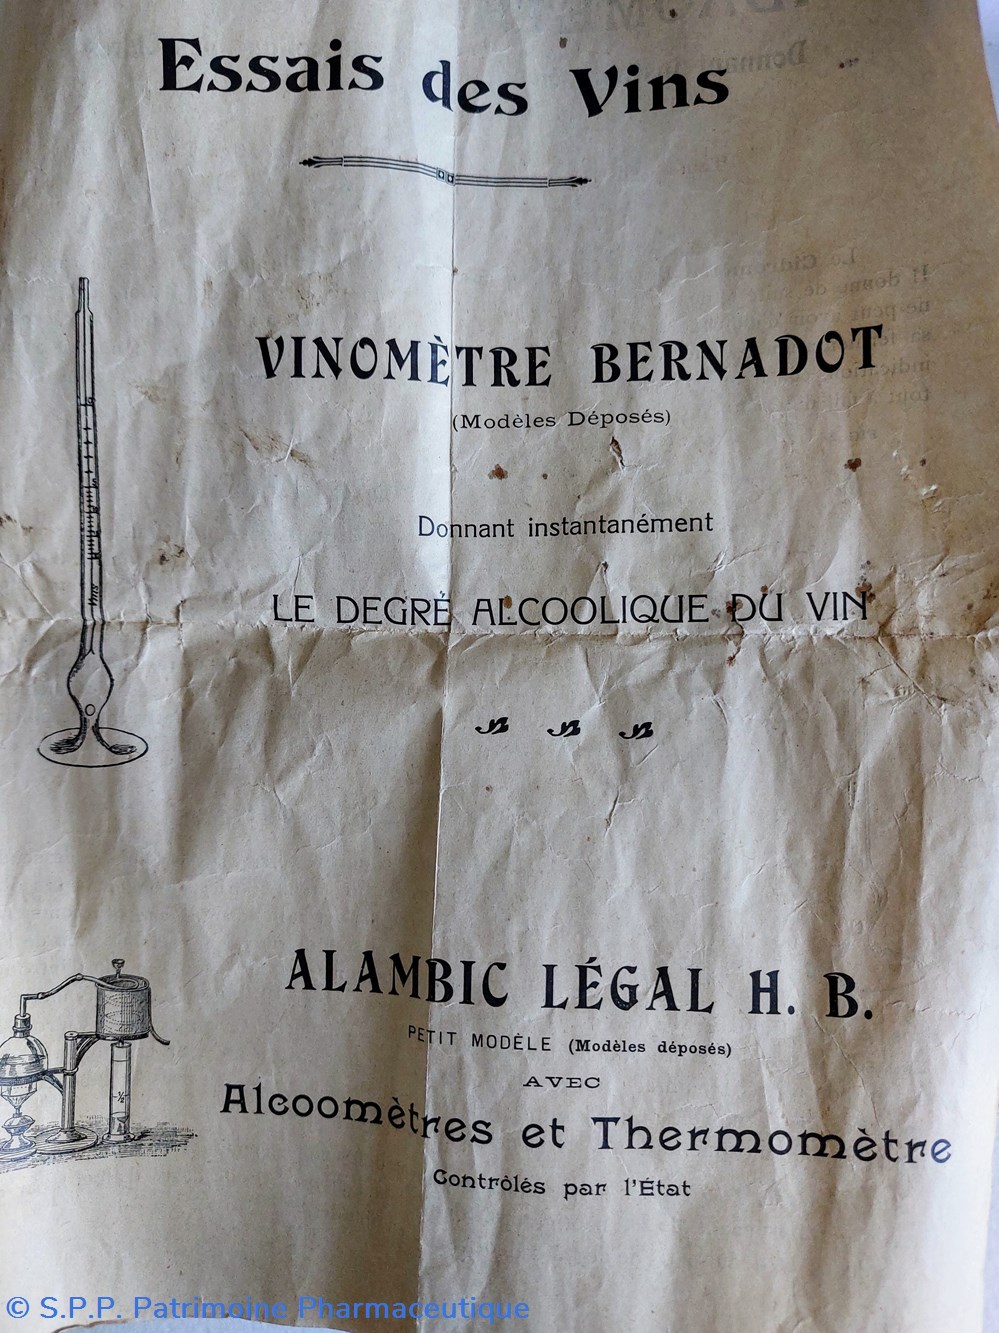 Essais des Vins
VINOMÈTRE BERNADOT
(Modèles Déposés)
Donnant instantanément
LE DEGRÉ ALCOOLIQUE DU VIN
ALAMBIC LÉGAL H. B.
PETIT MODÈLE (Modèles déposés)
AVEC
Alcoomètres et Thermomètre
Contrôlés par l'État
© S.P.P. Patrimoine Pharmaceutique